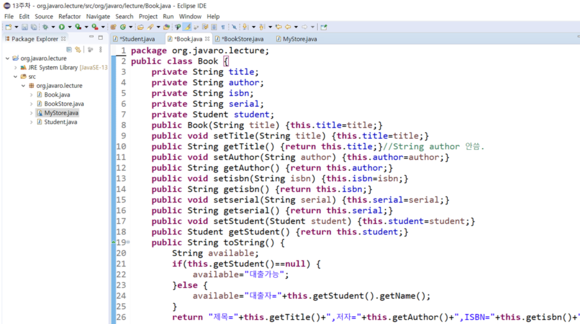 13주차 - org.javaro.lecture/src/org/javaro/lecture/Book.java - Eclipse IDE
File Edit Source Refactor Navigate Search Project Run Window Help
Package Explorer
*Student.java
*Book.java
*BookStore.java
MyStore.java
org.javaro.lecture
JRE System Library [JavaSE-13
src
org.javaro.lecture
Book.java
BookStore.java
MyStore.java
Student.java
1 package org.javaro.lecture;
2 public class Book {
3 private String title;
4 private String author;
5 private String isbn;
6 private String serial;
7 private Student student;
8 public Book(String title) {this.title=title;}
9 public void setTitle(String title) {this.title=title;}
10 public String getTitle() {return this.title;}//String author 안씀.
11 public void setAuthor(String author) {this.author=author;}
12 public String getAuthor() {return this.author;}
13 public void setisbn(String isbn) {this.isbn=isbn;}
14 public String getisbn() {return this.isbn;}
15 public void setserial(String serial) {this.serial=serial;}
16 public String getserial() {return this.serial;}
17 public void setStudent(Student student) {this.student=student;}
18 public Student getStudent() {return this.student;}
19 public String toString() {
20 String available;
21 if(this.getStudent()==null) {
22 available="대출가능";
23 }else {
24 available="대출자="+this.getStudent().getName();
25 }
26 return "제목="+this.getTitle()+",저자="+this.getAuthor()+",ISBN="+this.getisbn()+"